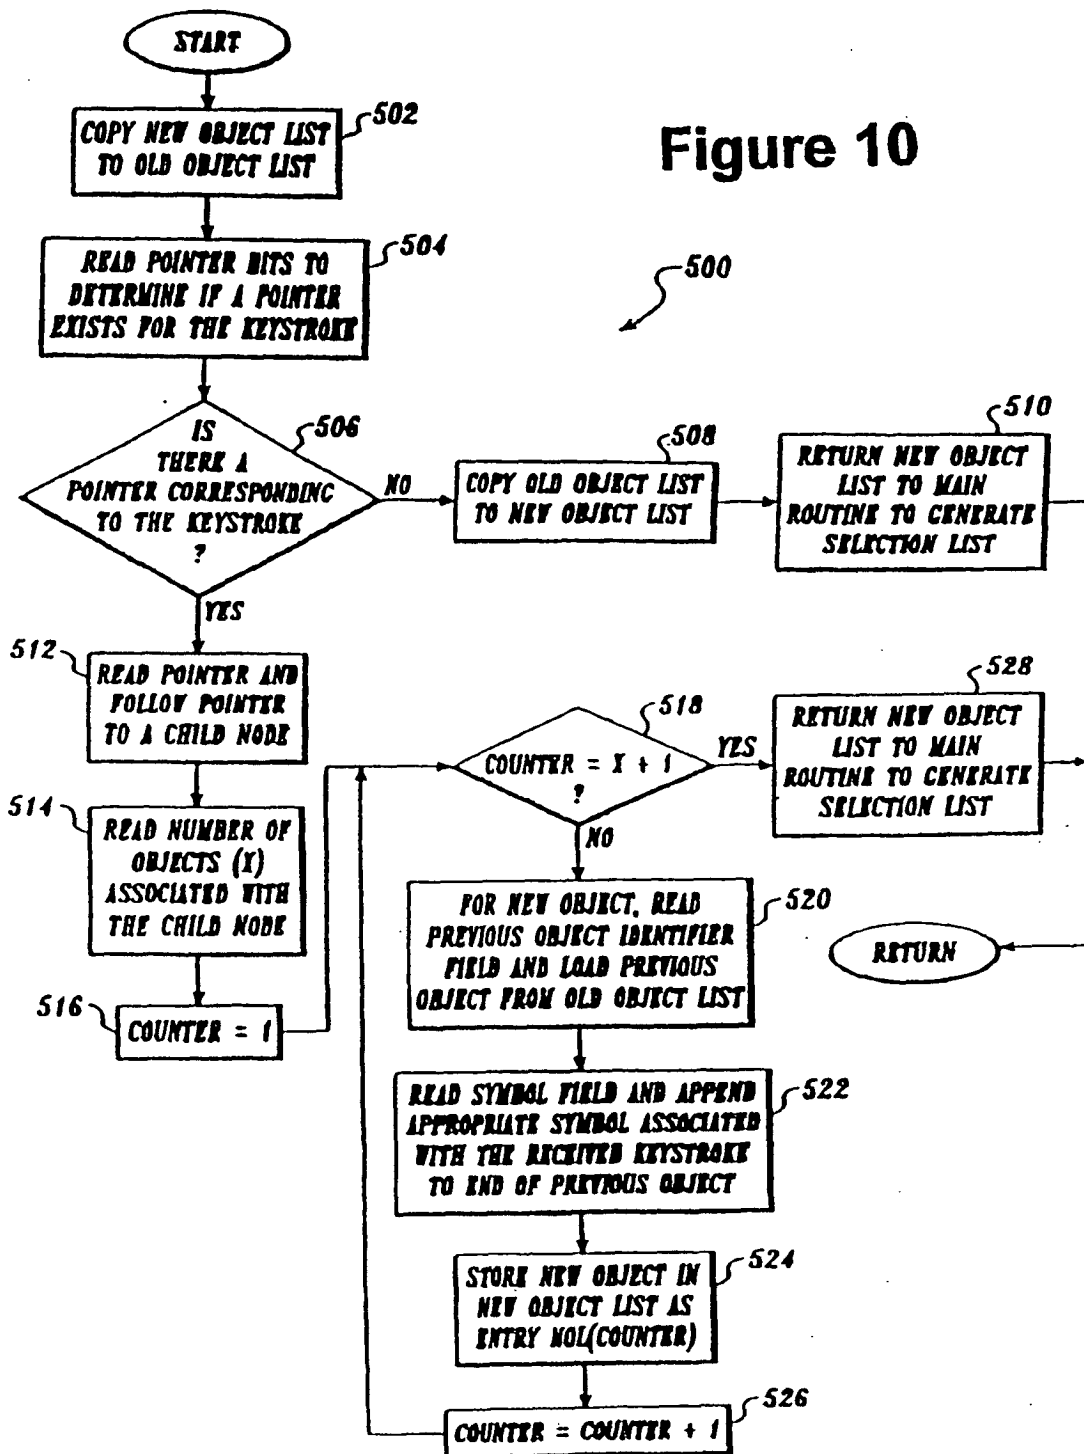 START
502
COPY NEW OBJECT LIST
TO OLD OBJECT LIST
Figure 10
504
READ POINTER BITS TO
DETERMINE IF A POINTER
EXISTS FOR THE KEYSTROKE
500
506
IS
THERE A
POINTER CORRESPONDING
TO THE KEYSTROKE
?
NO
508
COPY OLD OBJECT LIST
TO NEW OBJECT LIST
510
RETURN NEW OBJECT
LIST TO MAIN
ROUTINE TO GENERATE
SELECTION LIST
YES
512
READ POINTER AND
FOLLOW POINTER
TO A CHILD NODE
514
READ NUMBER OF
OBJECTS (X)
ASSOCIATED WITH
THE CHILD NODE
516
COUNTER = 1
518
COUNTER = X + 1
?
YES
528
RETURN NEW OBJECT
LIST TO MAIN
ROUTINE TO GENERATE
SELECTION LIST
NO
520
FOR NEW OBJECT, READ
PREVIOUS OBJECT IDENTIFIER
FIELD AND LOAD PREVIOUS
OBJECT FROM OLD OBJECT LIST
RETURN
522
READ SYMBOL FIELD AND APPEND
APPROPRIATE SYMBOL ASSOCIATED
WITH THE RECEIVED KEYSTROKE
TO END OF PREVIOUS OBJECT
524
STORE NEW OBJECT IN
NEW OBJECT LIST AS
ENTRY NOL(COUNTER)
526
COUNTER = COUNTER + 1